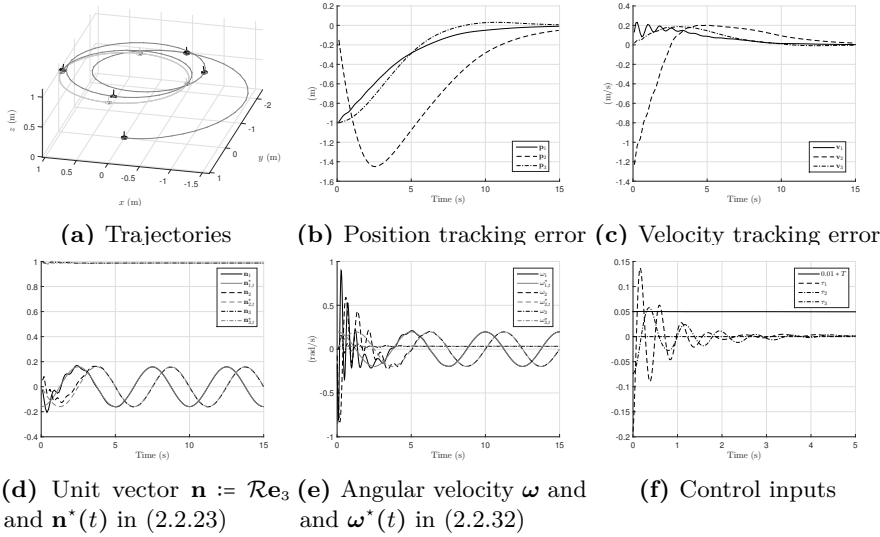 1
0.5
0
z (m)
1
0.5
0
-0.5
-1
-1.5
x (m)
1
0
-1
-2
y (m)
(a) Trajectories
0.2
0
-0.2
-0.4
-0.6
-0.8
-1
-1.2
-1.4
-1.6
(m)
0
5
10
15
Time (s)
p₁
p₂
p₃
(b) Position tracking error
0.4
0.2
0
-0.2
-0.4
-0.6
-0.8
-1
-1.2
-1.4
(m/s)
0
5
10
15
Time (s)
v₁
v₂
v₃
(c) Velocity tracking error
1
0.8
0.6
0.4
0.2
0
-0.2
-0.4
0
5
10
15
Time (s)
n₁
n₂
n₃
(d) Unit vector n := ℛe₃
and n*(t) in (2.2.23)
1
0.5
0
-0.5
-1
(rad/s)
0
5
10
15
Time (s)
ω₁
ω₂
ω₃
(e) Angular velocity ω and
and ω*(t) in (2.2.32)
0.15
0.1
0.05
0
0.05
0.1
0.15
-0.2
0
1
2
3
4
5
Time (s)
0.01 * T
τ₁
τ₂
τ₃
(f) Control inputs